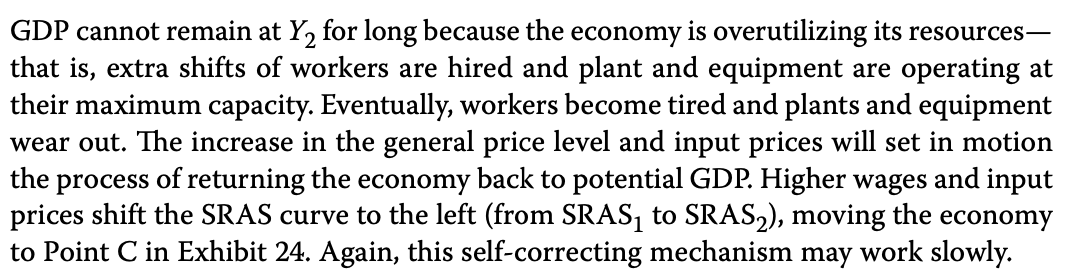 GDP cannot remain at Y₂ for long because the economy is overutilizing its resources—
that is, extra shifts of workers are hired and plant and equipment are operating at
their maximum capacity. Eventually, workers become tired and plants and equipment
wear out. The increase in the general price level and input prices will set in motion
the process of returning the economy back to potential GDP. Higher wages and input
prices shift the SRAS curve to the left (from SRAS₁ to SRAS₂), moving the economy
to Point C in Exhibit 24. Again, this self-correcting mechanism may work slowly.